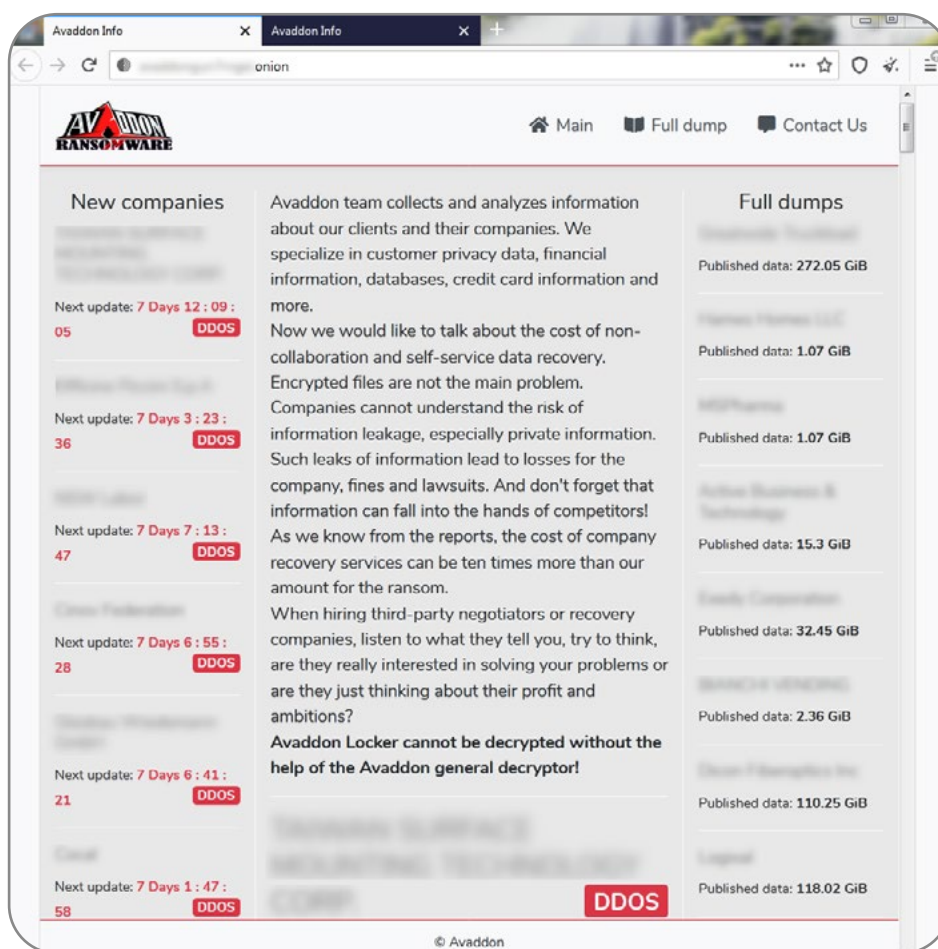 Avaddon Info
Avaddon Info
onion
AVADDON
RANSOMWARE
Main
Full dump
Contact Us
New companies
Next update: 7 Days 12 : 09 :
05
DDOS
Next update: 7 Days 3 : 23 :
36
DDOS
Next update: 7 Days 7 : 13 :
47
DDOS
Next update: 7 Days 6 : 55 :
28
DDOS
Next update: 7 Days 6 : 41 :
21
DDOS
Next update: 7 Days 1 : 47 :
58
DDOS
Avaddon team collects and analyzes information
about our clients and their companies. We
specialize in customer privacy data, financial
information, databases, credit card information and
more.
Now we would like to talk about the cost of non-
collaboration and self-service data recovery.
Encrypted files are not the main problem.
Companies cannot understand the risk of
information leakage, especially private information.
Such leaks of information lead to losses for the
company, fines and lawsuits. And don't forget that
information can fall into the hands of competitors!
As we know from the reports, the cost of company
recovery services can be ten times more than our
amount for the ransom.
When hiring third-party negotiators or recovery
companies, listen to what they tell you, try to think,
are they really interested in solving your problems or
are they just thinking about their profit and
ambitions?
Avaddon Locker cannot be decrypted without the
help of the Avaddon general decryptor!
DDOS
Full dumps
Published data: 272.05 GiB
Published data: 1.07 GiB
Published data: 1.07 GiB
Published data: 15.3 GiB
Published data: 32.45 GiB
Published data: 2.36 GiB
Published data: 110.25 GiB
Published data: 118.02 GiB
© Avaddon